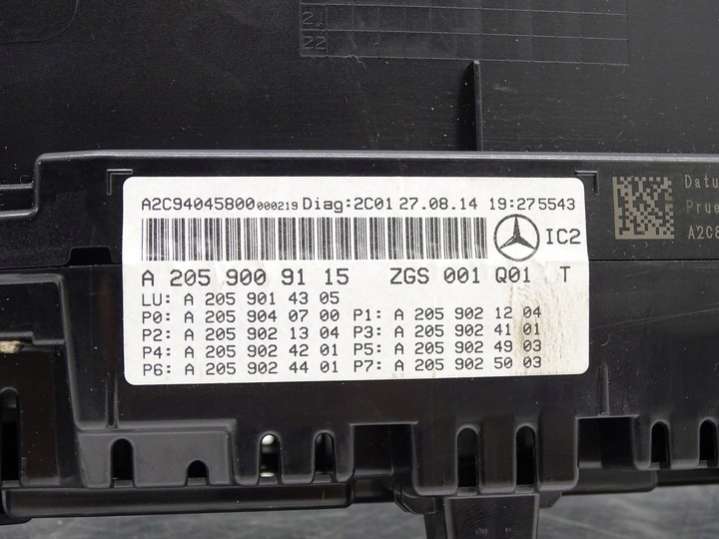 21
22
A2C94045800 000219 Diag:2C01 27.08.14 19:275543
IC2
A 205 900 91 15 ZGS 001 Q01 T
LU: A 205 901 43 05
P0: A 205 904 07 00 P1: A 205 902 12 04
P2: A 205 902 13 04 P3: A 205 902 41 01
P4: A 205 902 42 01 P5: A 205 902 49 03
P6: A 205 902 44 01 P7: A 205 902 50 03
Datu
Prue
A2C8